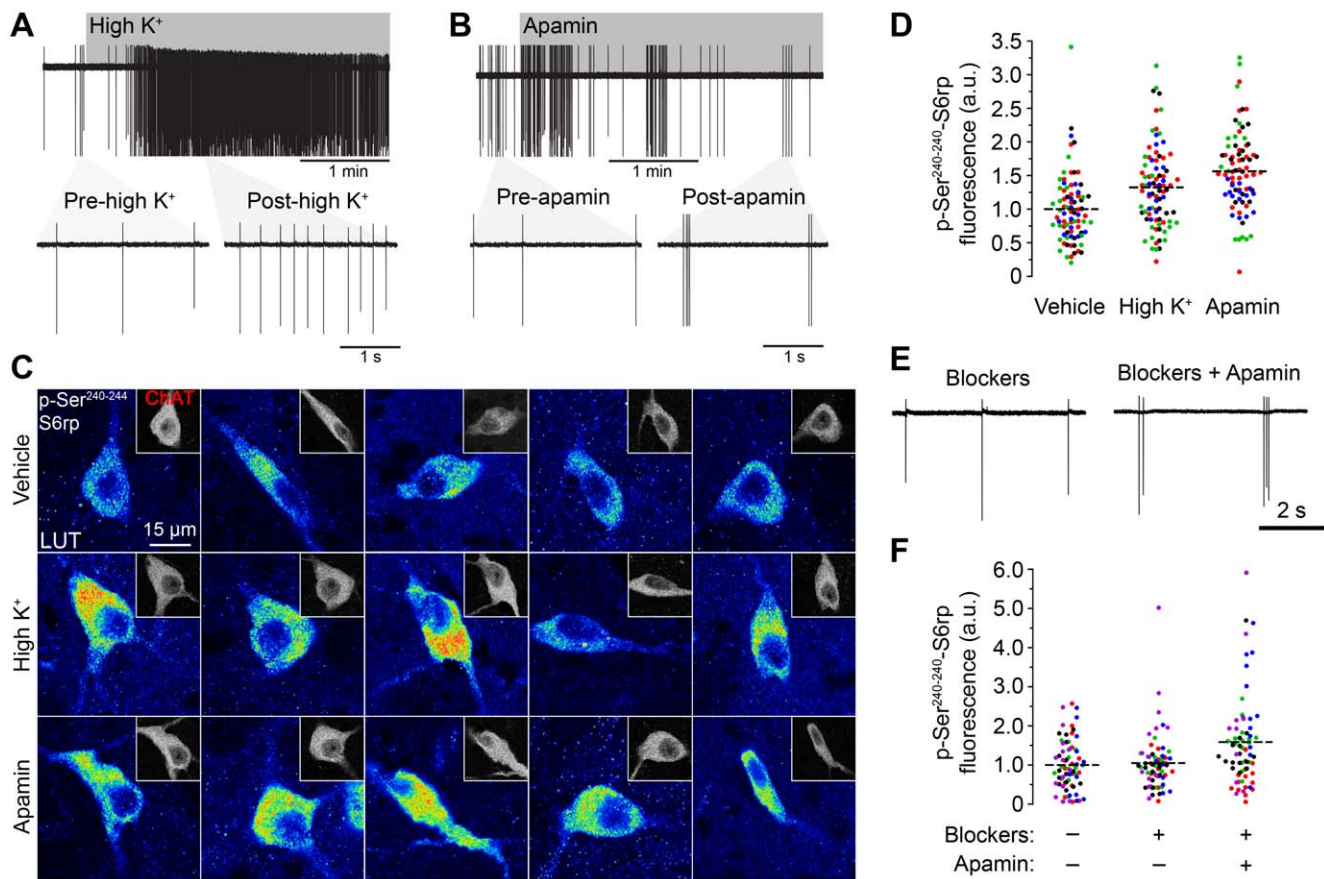 A
High K⁺
1 min
Pre-high K⁺
Post-high K⁺
1 s
B
Apamin
1 min
Pre-apamin
Post-apamin
1 s
C
p-Ser²⁴⁰⁻²⁴⁴
S6rp
ChAT
Vehicle
15 µm
LUT
High K⁺
Apamin
D
p-Ser²⁴⁰⁻²⁴⁰-S6rp
fluorescence (a.u.)
3.5
3.0
2.5
2.0
1.5
1.0
0.5
0
Vehicle High K⁺ Apamin
E
Blockers
Blockers + Apamin
2 s
F
p-Ser²⁴⁰⁻²⁴⁰-S6rp
fluorescence (a.u.)
6.0
5.0
4.0
3.0
2.0
1.0
0
Blockers: – + +
Apamin: – – +